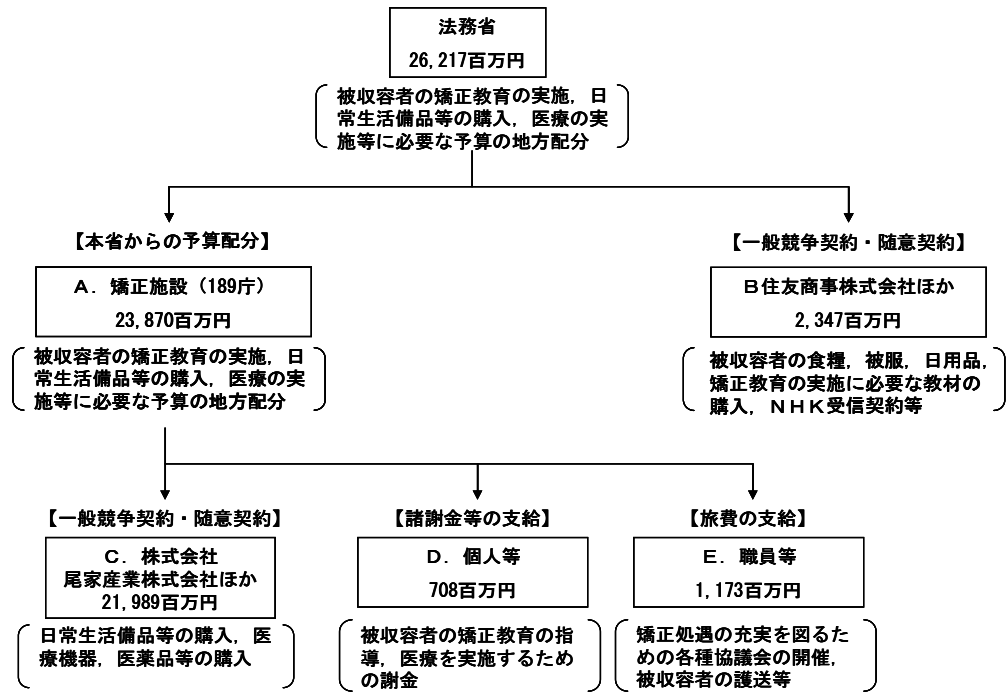 法務省
26,217百万円
被収容者の矯正教育の実施，日
常生活備品等の購入，医療の実
施等に必要な予算の地方配分
【本省からの予算配分】
Ａ．矯正施設（189庁）
23,870百万円
被収容者の矯正教育の実施，日
常生活備品等の購入，医療の実
施等に必要な予算の地方配分
【一般競争契約・随意契約】
Ｂ住友商事株式会社ほか
2,347百万円
被収容者の食糧，被服，日用品，
矯正教育の実施に必要な教材の
購入，ＮＨＫ受信契約等
【一般競争契約・随意契約】
Ｃ．株式会社
尾家産業株式会社ほか
21,989百万円
日常生活備品等の購入，医
療機器，医薬品等の購入
【諸謝金等の支給】
Ｄ．個人等
708百万円
被収容者の矯正教育の指
導，医療を実施するため
の謝金
【旅費の支給】
Ｅ．職員等
1,173百万円
矯正処遇の充実を図るた
めの各種協議会の開催，
被収容者の護送等